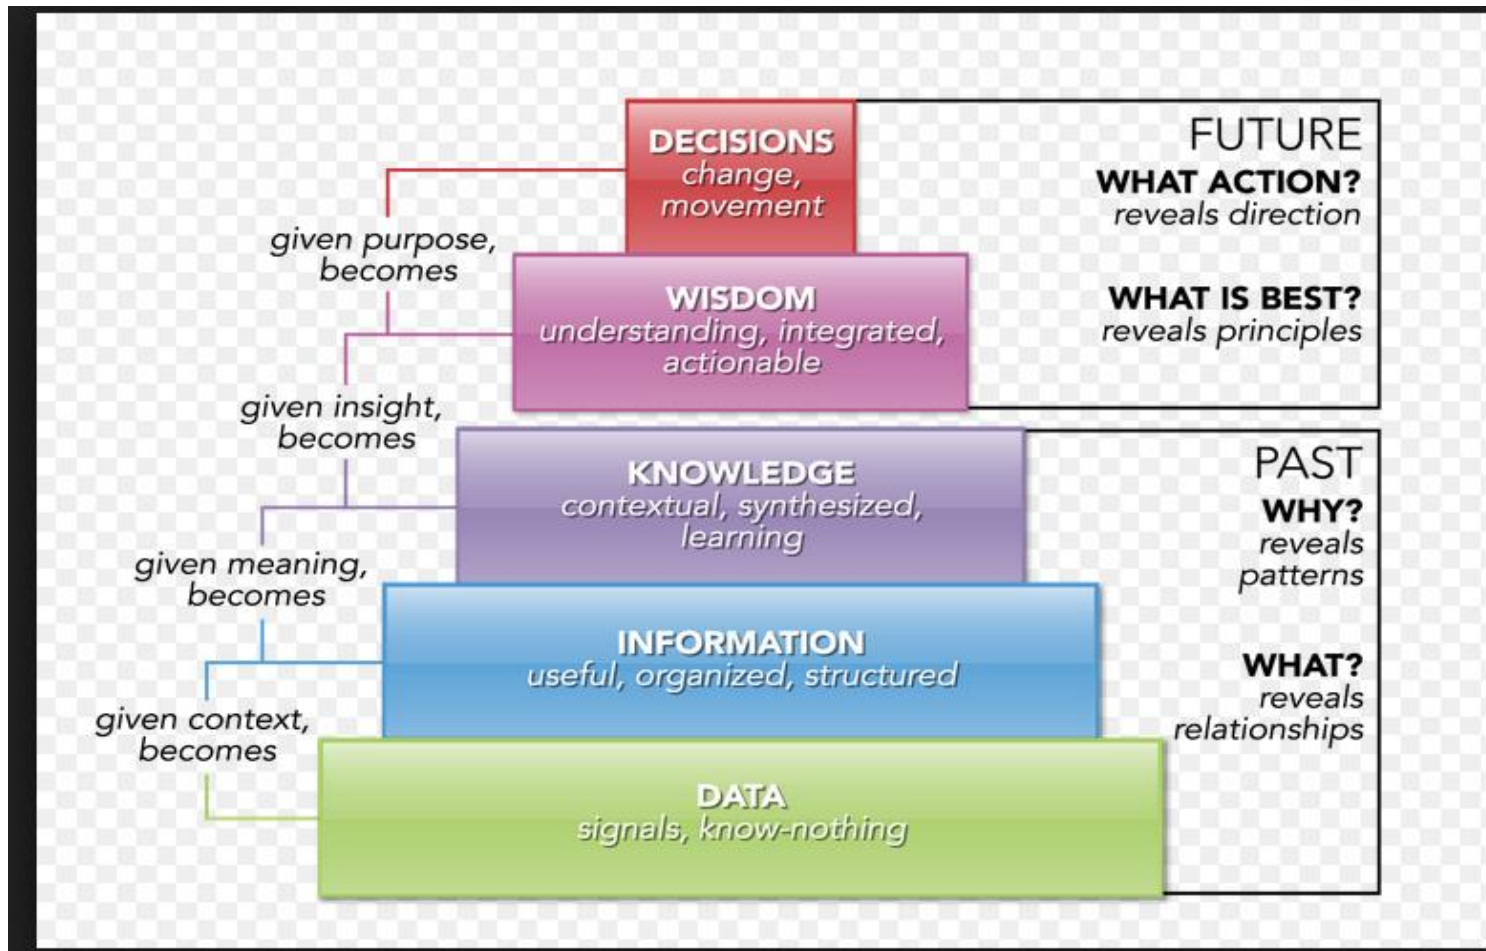 DECISIONS
change,
movement
WISDOM
understanding, integrated,
actionable
KNOWLEDGE
contextual, synthesized,
learning
INFORMATION
useful, organized, structured
DATA
signals, know-nothing
given purpose,
becomes
given insight,
becomes
given meaning,
becomes
given context,
becomes
FUTURE
WHAT ACTION?
reveals direction
WHAT IS BEST?
reveals principles
PAST
WHY?
reveals
patterns
WHAT?
reveals
relationships